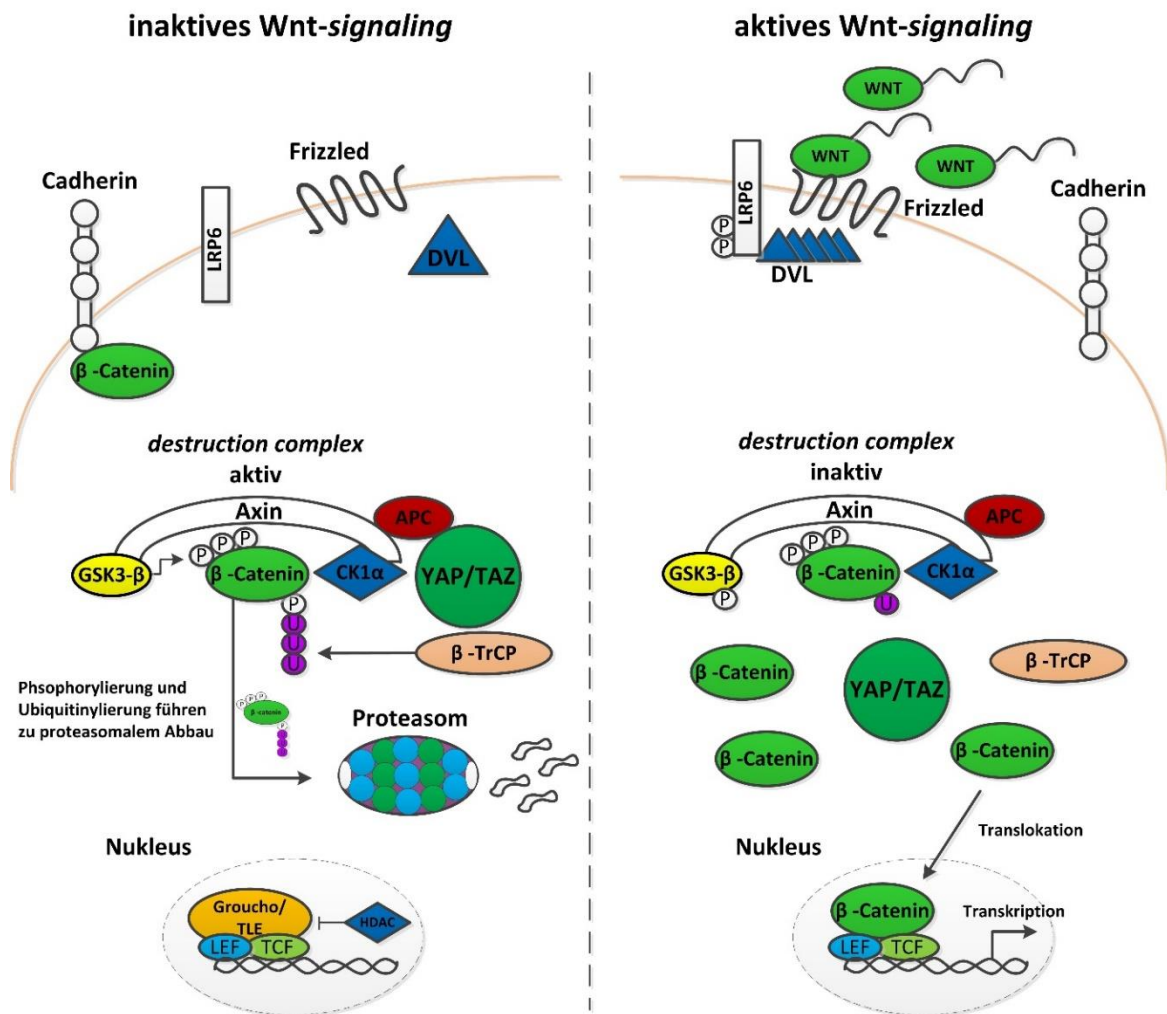 inaktives Wnt-signaling
Cadherin
LRP6
Frizzled
DVL
β -Catenin
destruction complex
aktiv
Axin
APC
GSK3-β
P
P
P
β -Catenin
CK1α
YAP/TAZ
P
U
U
U
β -TrCP
Phsophorylierung und
Ubiquitinylierung führen
zu proteasomalem Abbau
P
P
P
β -catenin
P
Proteasom
Nukleus
Groucho/
TLE
HDAC
LEF
TCF
aktives Wnt-signaling
WNT
WNT
WNT
LRP6
P
P
Frizzled
DVL
Cadherin
destruction complex
inaktiv
Axin
APC
P
P
P
GSK3-β
P
β -Catenin
U
CK1α
β -Catenin
YAP/TAZ
β -TrCP
β -Catenin
β -Catenin
Translokation
Nukleus
β -Catenin
LEF
TCF
Transkription